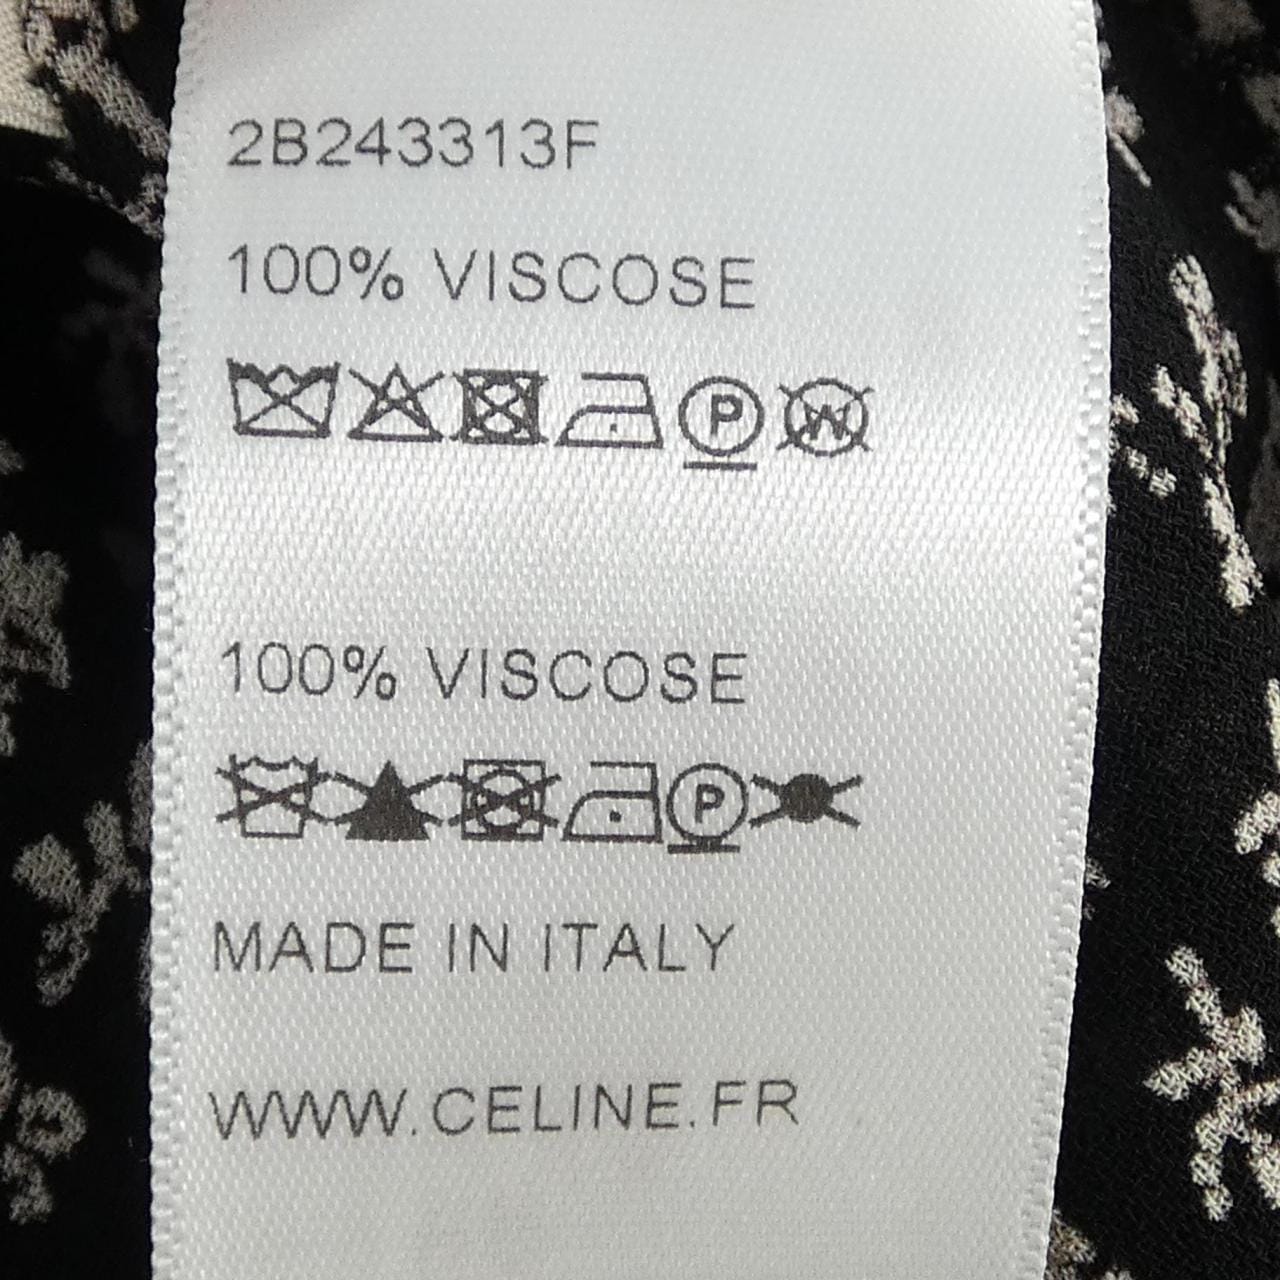 2B243313F
100% VISCOSE
P W
100% VISCOSE
P
MADE IN ITALY
WWW.CELINE.FR